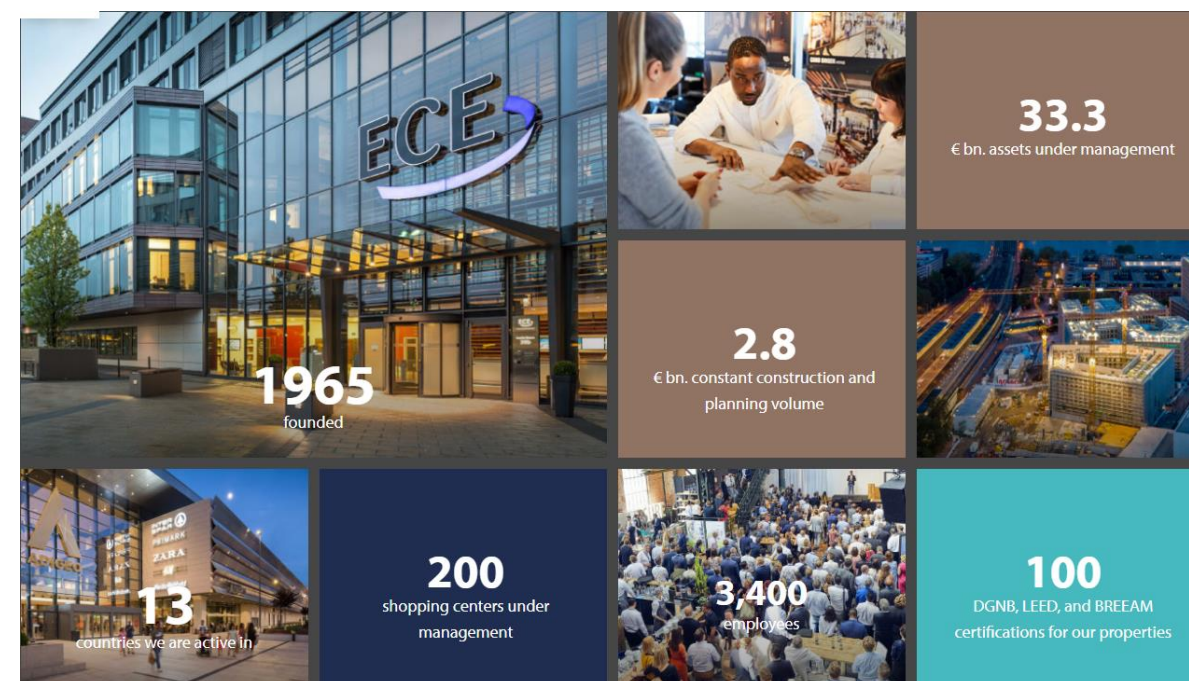 ECE
33.3
€ bn. assets under management
2.8
€ bn. constant construction and
planning volume
1965
founded
PRIMARK
ZARA
13
countries we are active in
200
shopping centers under
management
3,400
employees
100
DGNB, LEED, and BREEAM
certifications for our properties